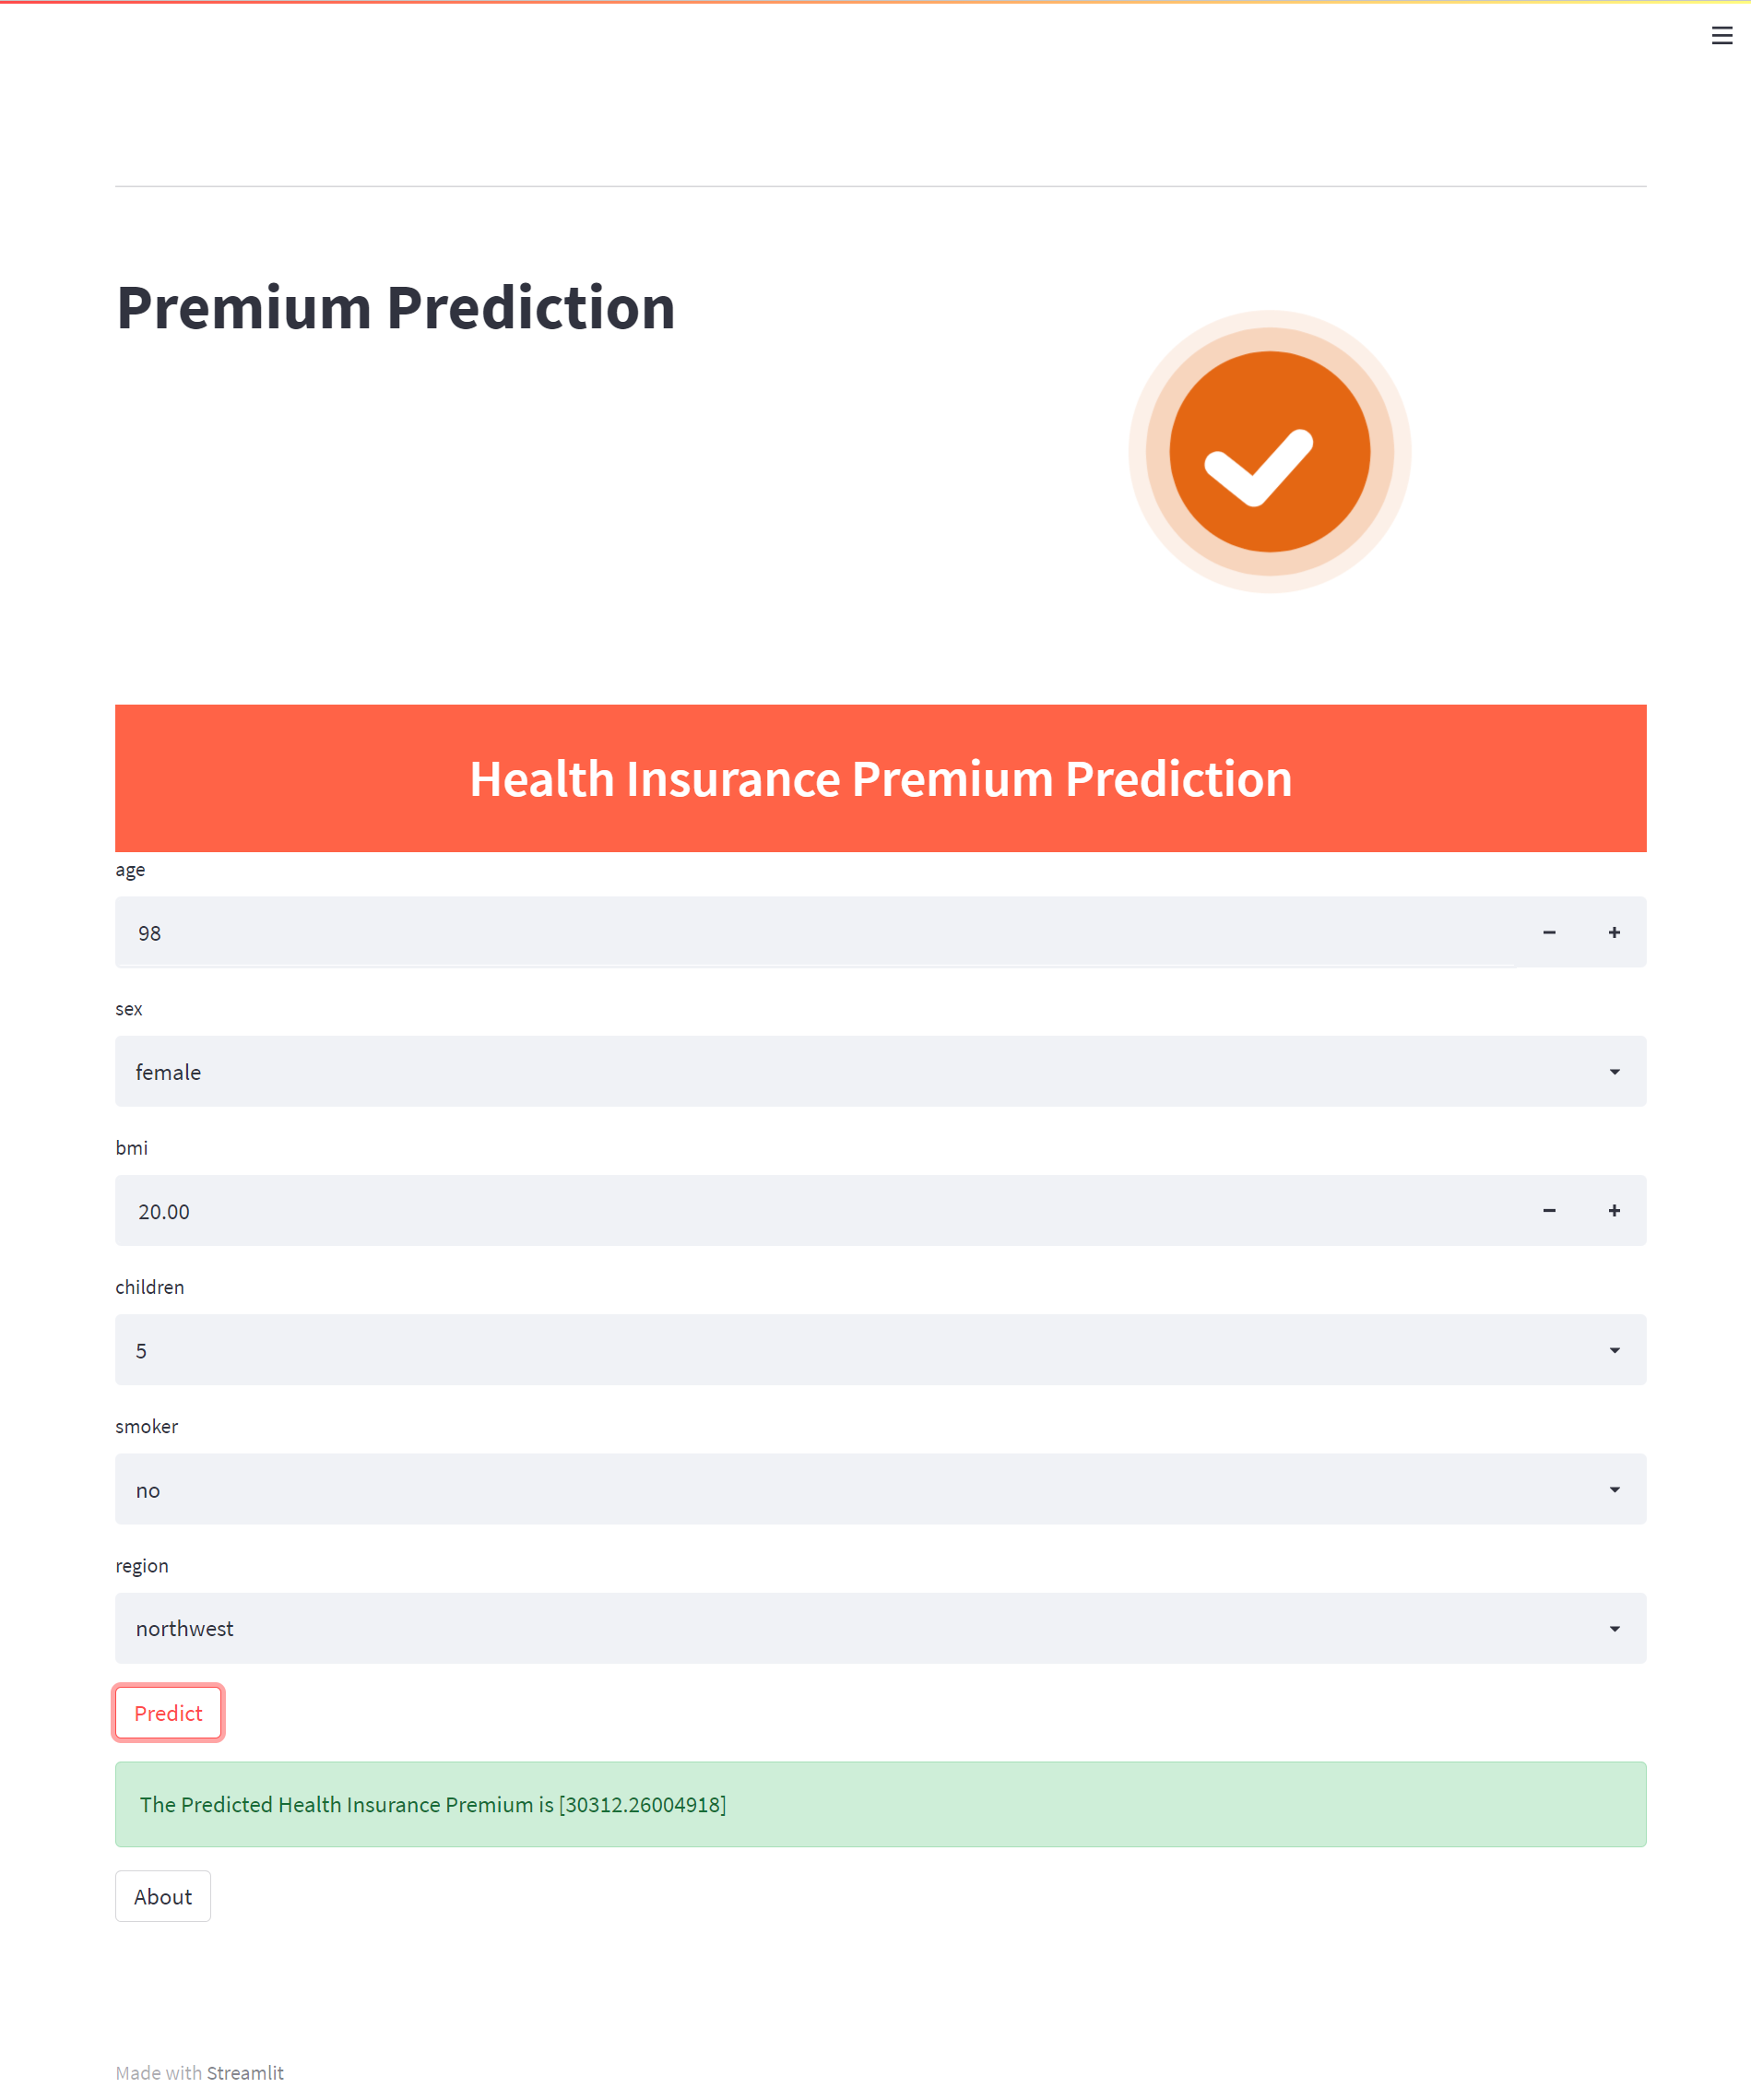 Premium Prediction
Health Insurance Premium Prediction
age
98
sex
female
bmi
20.00
children
5
smoker
no
region
northwest
Predict
The Predicted Health Insurance Premium is [30312.26004918]
About
Made with Streamlit